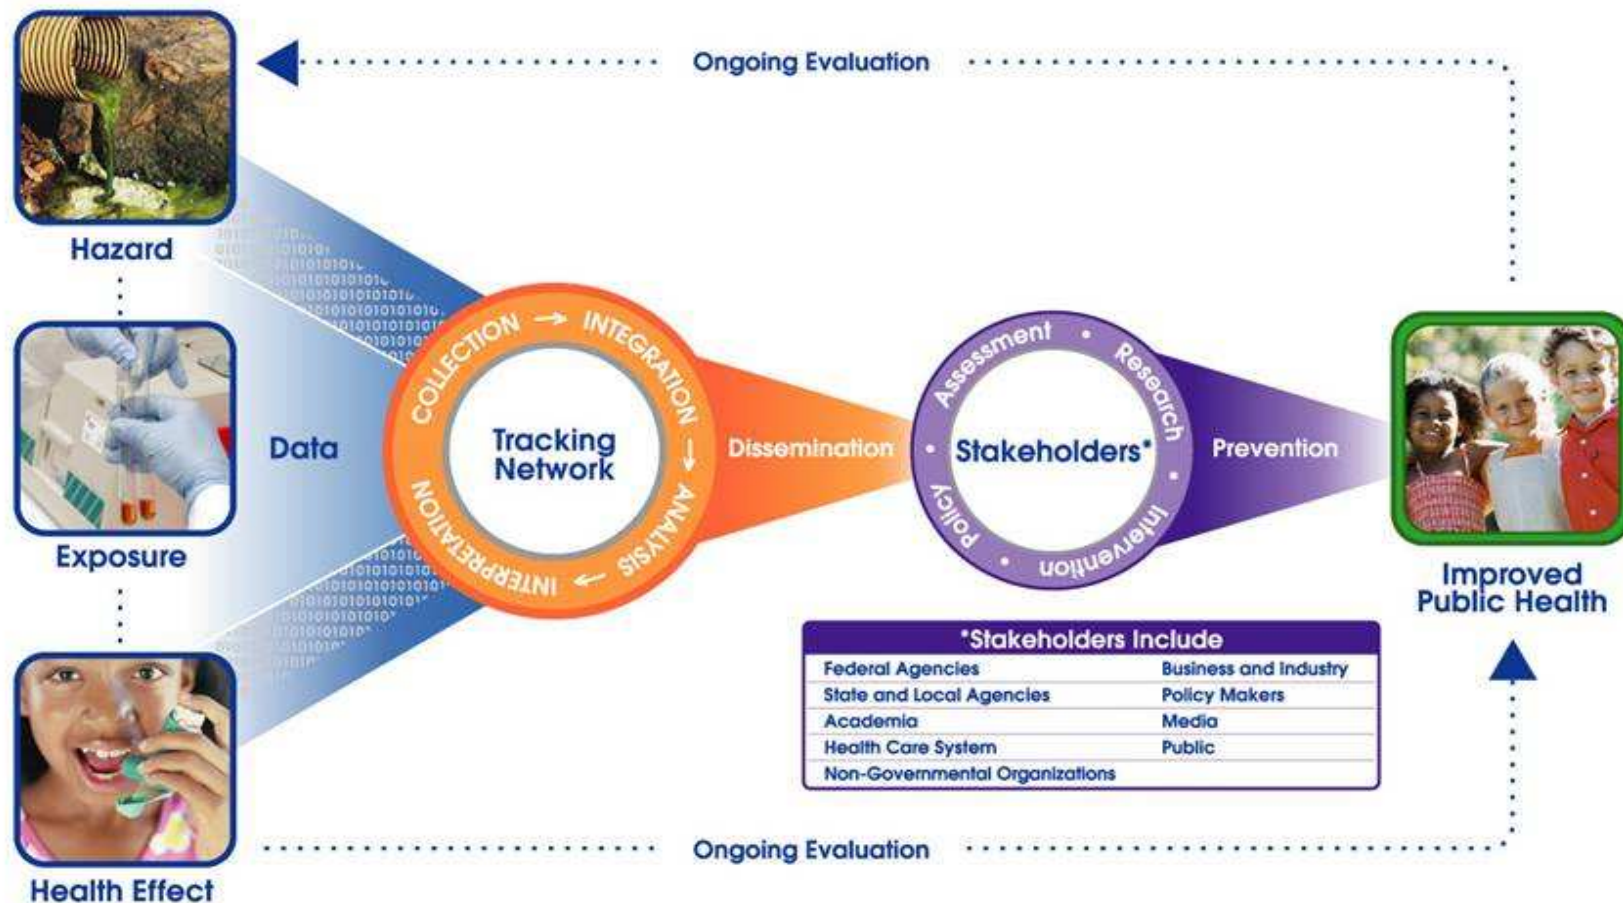 Ongoing Evaluation
Hazard
Exposure
Health Effect
Data
COLLECTION → INTEGRATION → ANALYSIS → INTERPRETATION
Tracking
Network
Dissemination
Assessment • Research • Intervention • Policy •
Stakeholders*
Prevention
Improved
Public Health
*Stakeholders Include
Federal Agencies Business and Industry
State and Local Agencies Policy Makers
Academia Media
Health Care System Public
Non-Governmental Organizations
Ongoing Evaluation